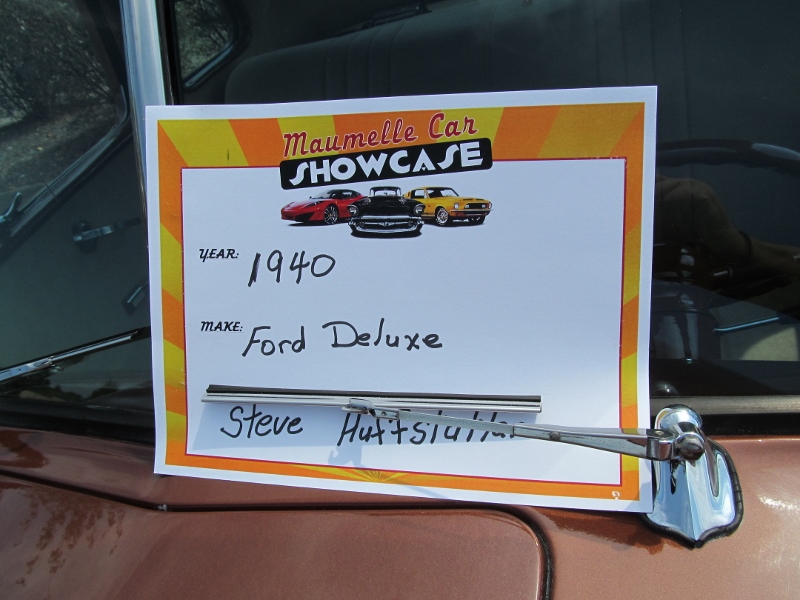 Maumelle Car
SHOWCASE
YEAR: 1940
MAKE: Ford Deluxe
Steve